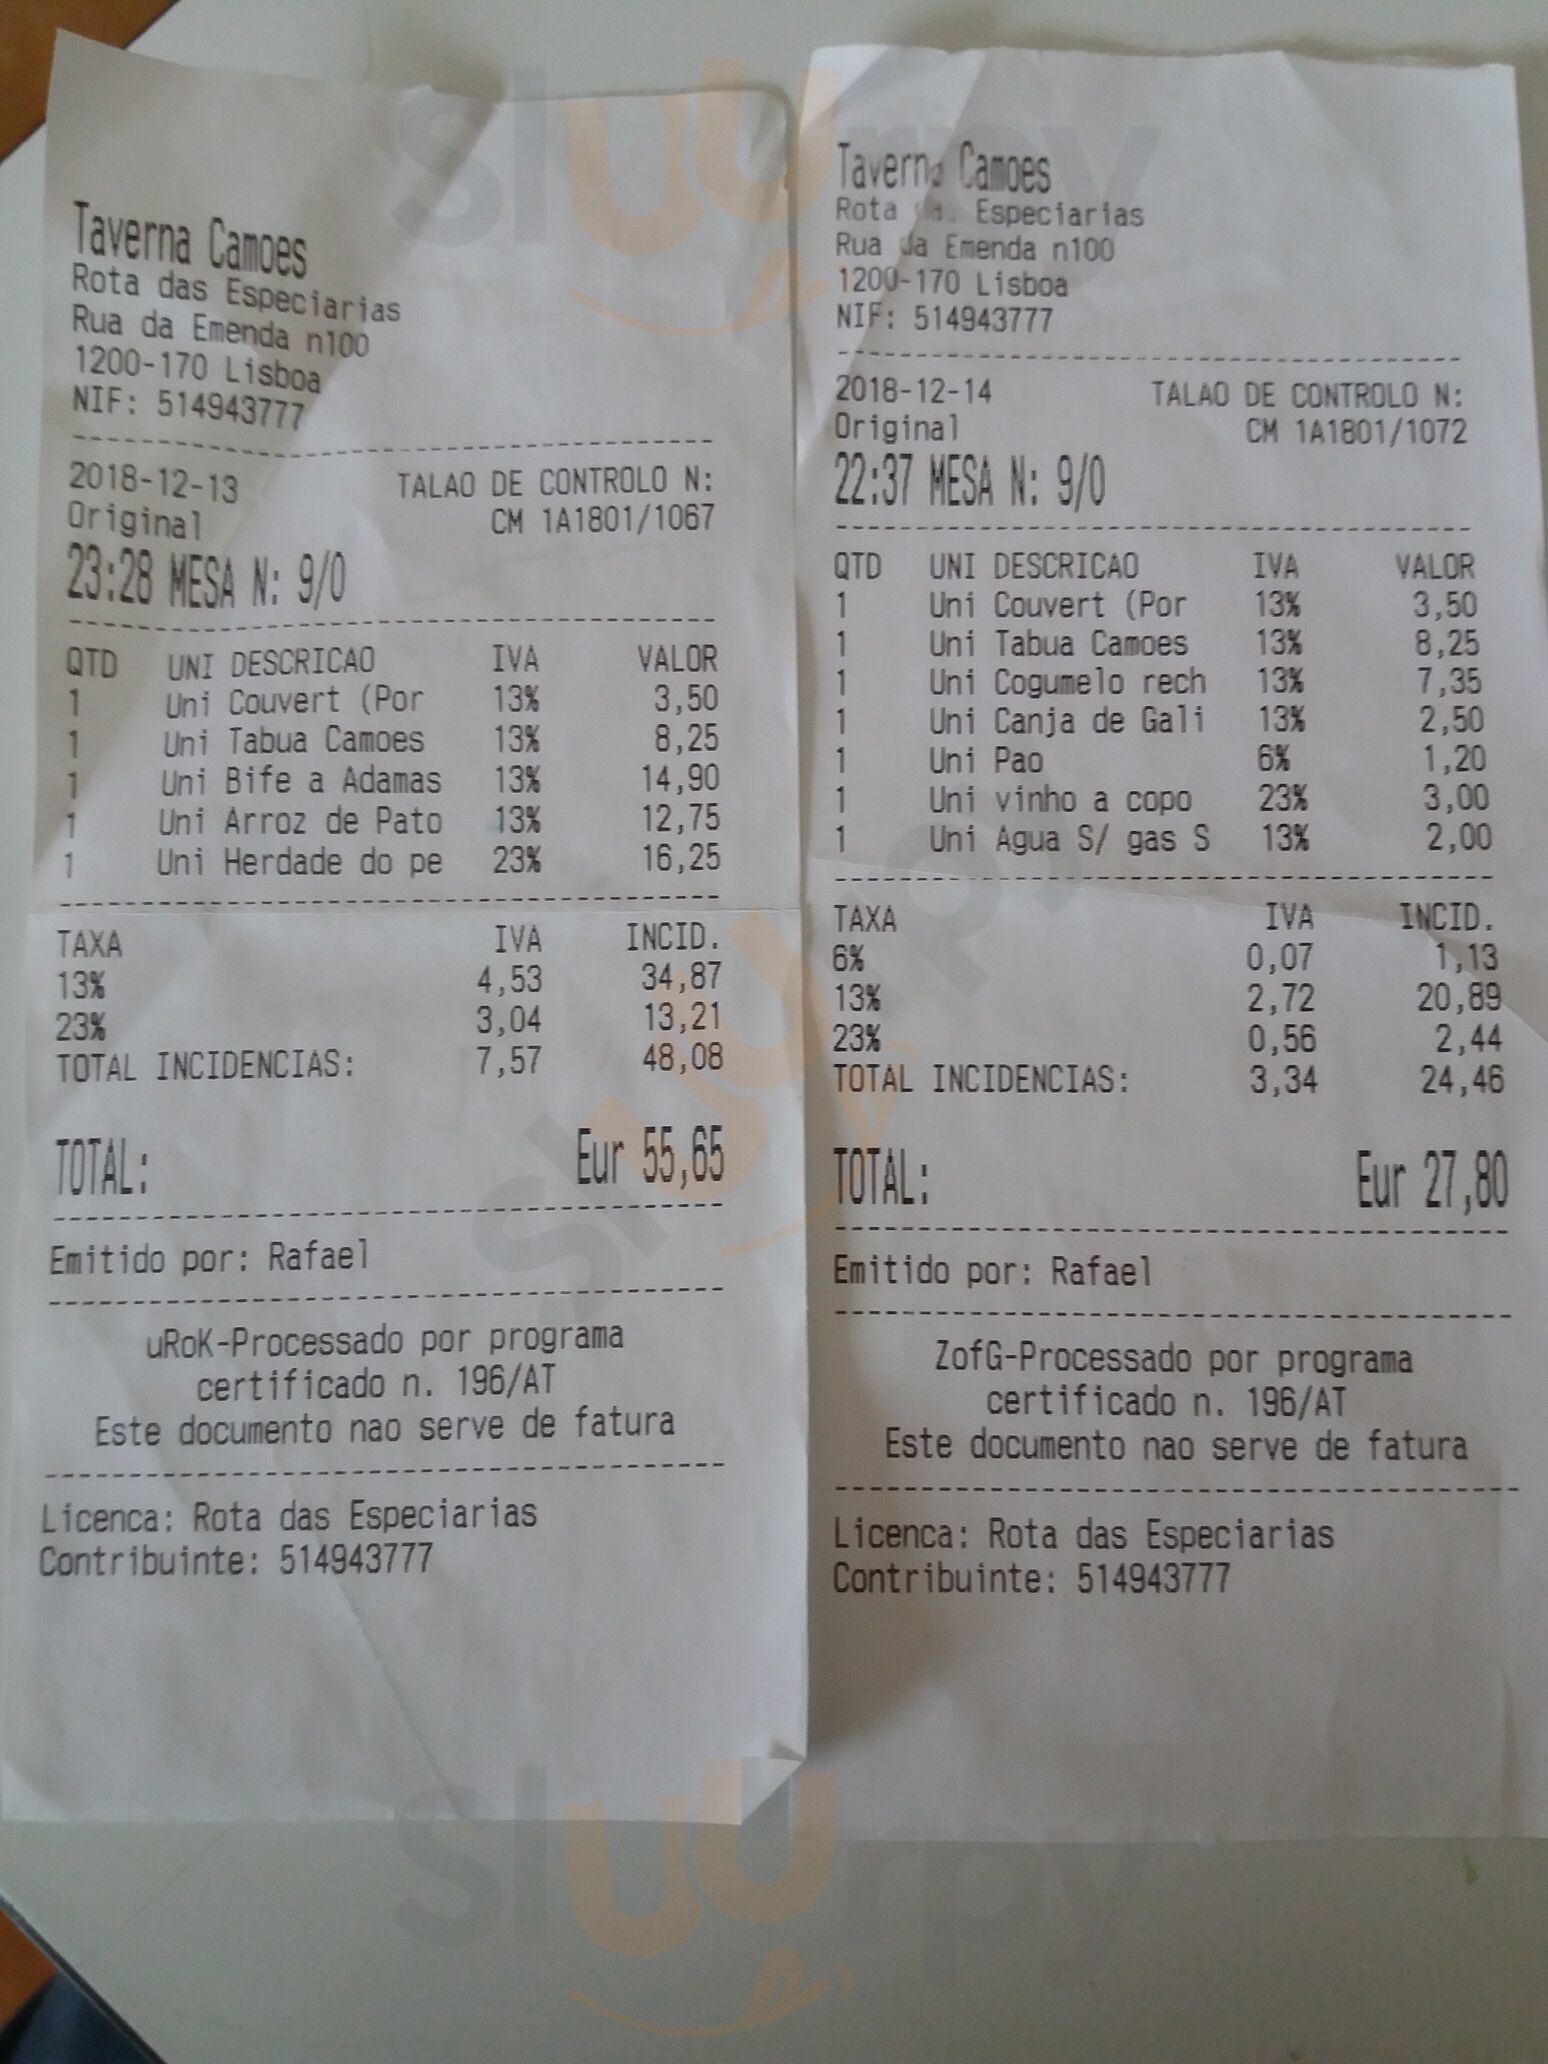 Taverna Camoes
Rota das Especiarias
Rua da Emenda n100
1200-170 Lisboa
NIF: 514943777
2018-12-13 TALAO DE CONTROLO N:
Original CM 1A1801/1067
23:28 MESA N: 9/0
QTD UNI DESCRICAO IVA VALOR
1 Uni Couvert (Por 13% 3,50
1 Uni Tabua Camoes 13% 8,25
1 Uni Bife a Adamas 13% 14,90
1 Uni Arroz de Pato 13% 12,75
1 Uni Herdade do pe 23% 16,25
TAXA IVA INCID.
13% 4,53 34,87
23% 3,04 13,21
TOTAL INCIDENCIAS: 7,57 48,08
TOTAL: Eur 55,65
Emitido por: Rafael
uRoK-Processado por programa
certificado n. 196/AT
Este documento nao serve de fatura
Licenca: Rota das Especiarias
Contribuinte: 514943777
Taverna Camoes
Rota das Especiarias
Rua da Emenda n100
1200-170 Lisboa
NIF: 514943777
2018-12-14 TALAO DE CONTROLO N:
Original CM 1A1801/1072
22:37 MESA N: 9/0
QTD UNI DESCRICAO IVA VALOR
1 Uni Couvert (Por 13% 3,50
1 Uni Tabua Camoes 13% 8,25
1 Uni Cogumelo rech 13% 7,35
1 Uni Canja de Gali 13% 2,50
1 Uni Pao 6% 1,20
1 Uni vinho a copo 23% 3,00
1 Uni Agua S/ gas S 13% 2,00
TAXA IVA INCID.
6% 0,07 1,13
13% 2,72 20,89
23% 0,56 2,44
TOTAL INCIDENCIAS: 3,34 24,46
TOTAL: Eur 27,80
Emitido por: Rafael
ZofG-Processado por programa
certificado n. 196/AT
Este documento nao serve de fatura
Licenca: Rota das Especiarias
Contribuinte: 514943777
sluurpy
sluurpy
sluurpy